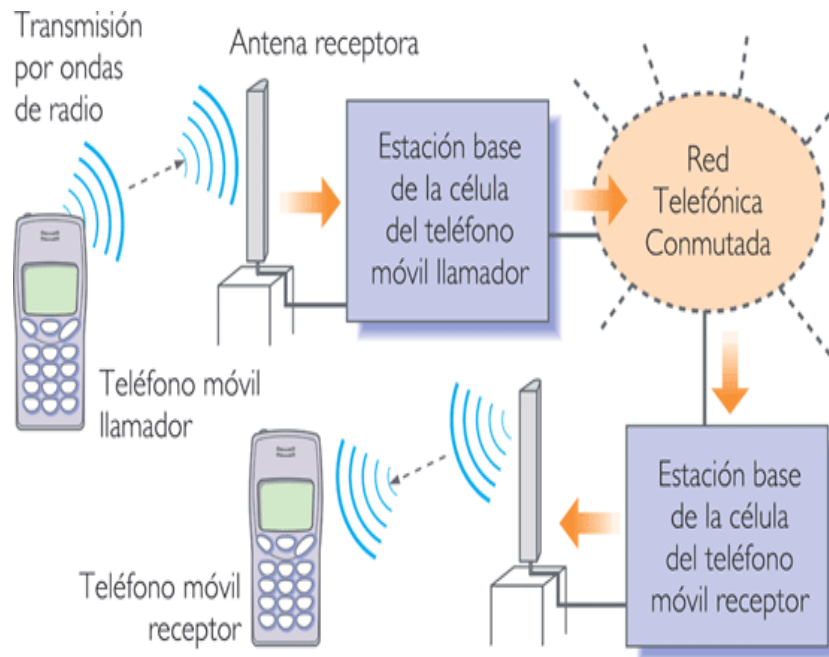 Transmisión
por ondas
de radio
Antena receptora
Estación base
de la célula
del teléfono
móvil llamador
Red
Telefónica
Conmutada
Teléfono móvil
llamador
Teléfono móvil
receptor
Estación base
de la célula
del teléfono
móvil receptor